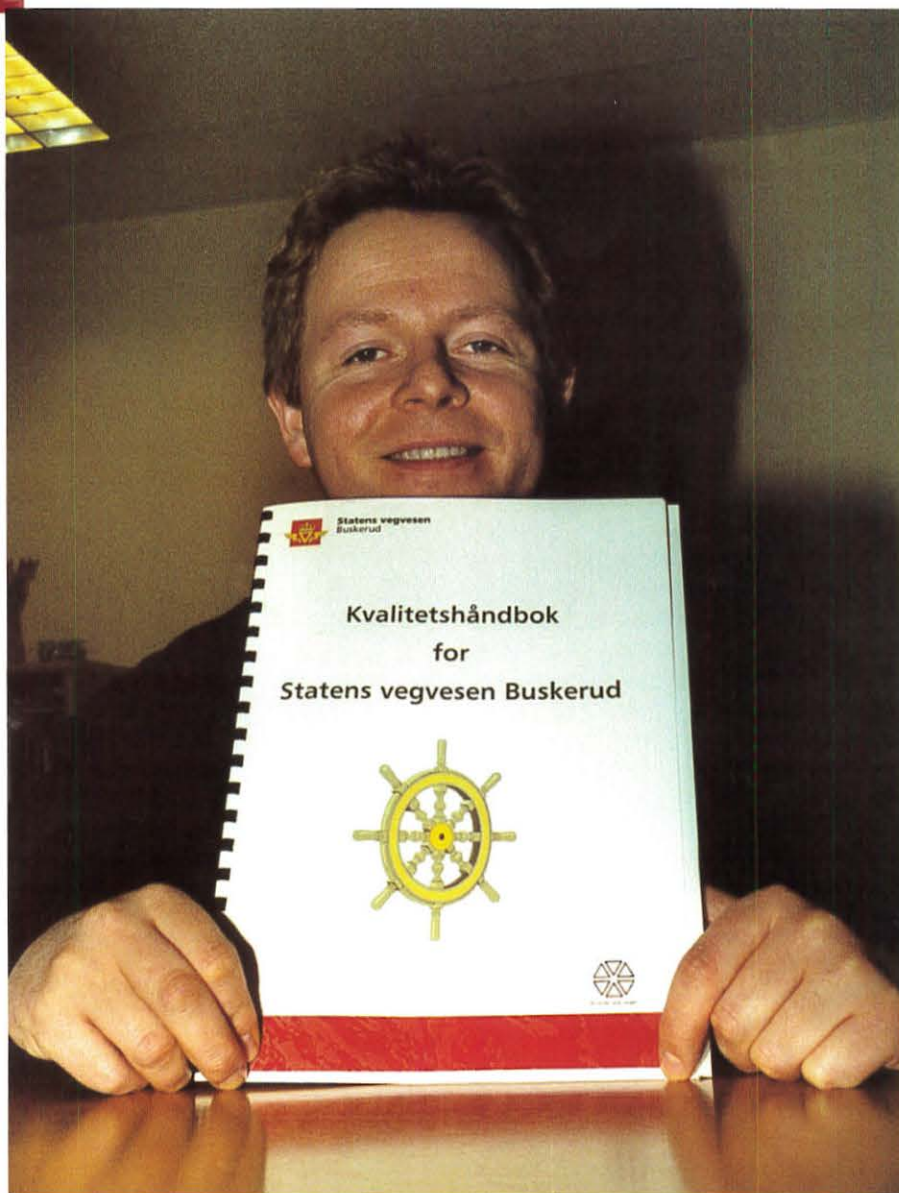 Statens vegvesen
Buskerud
Kvalitetshåndbok
for
Statens vegvesen Buskerud